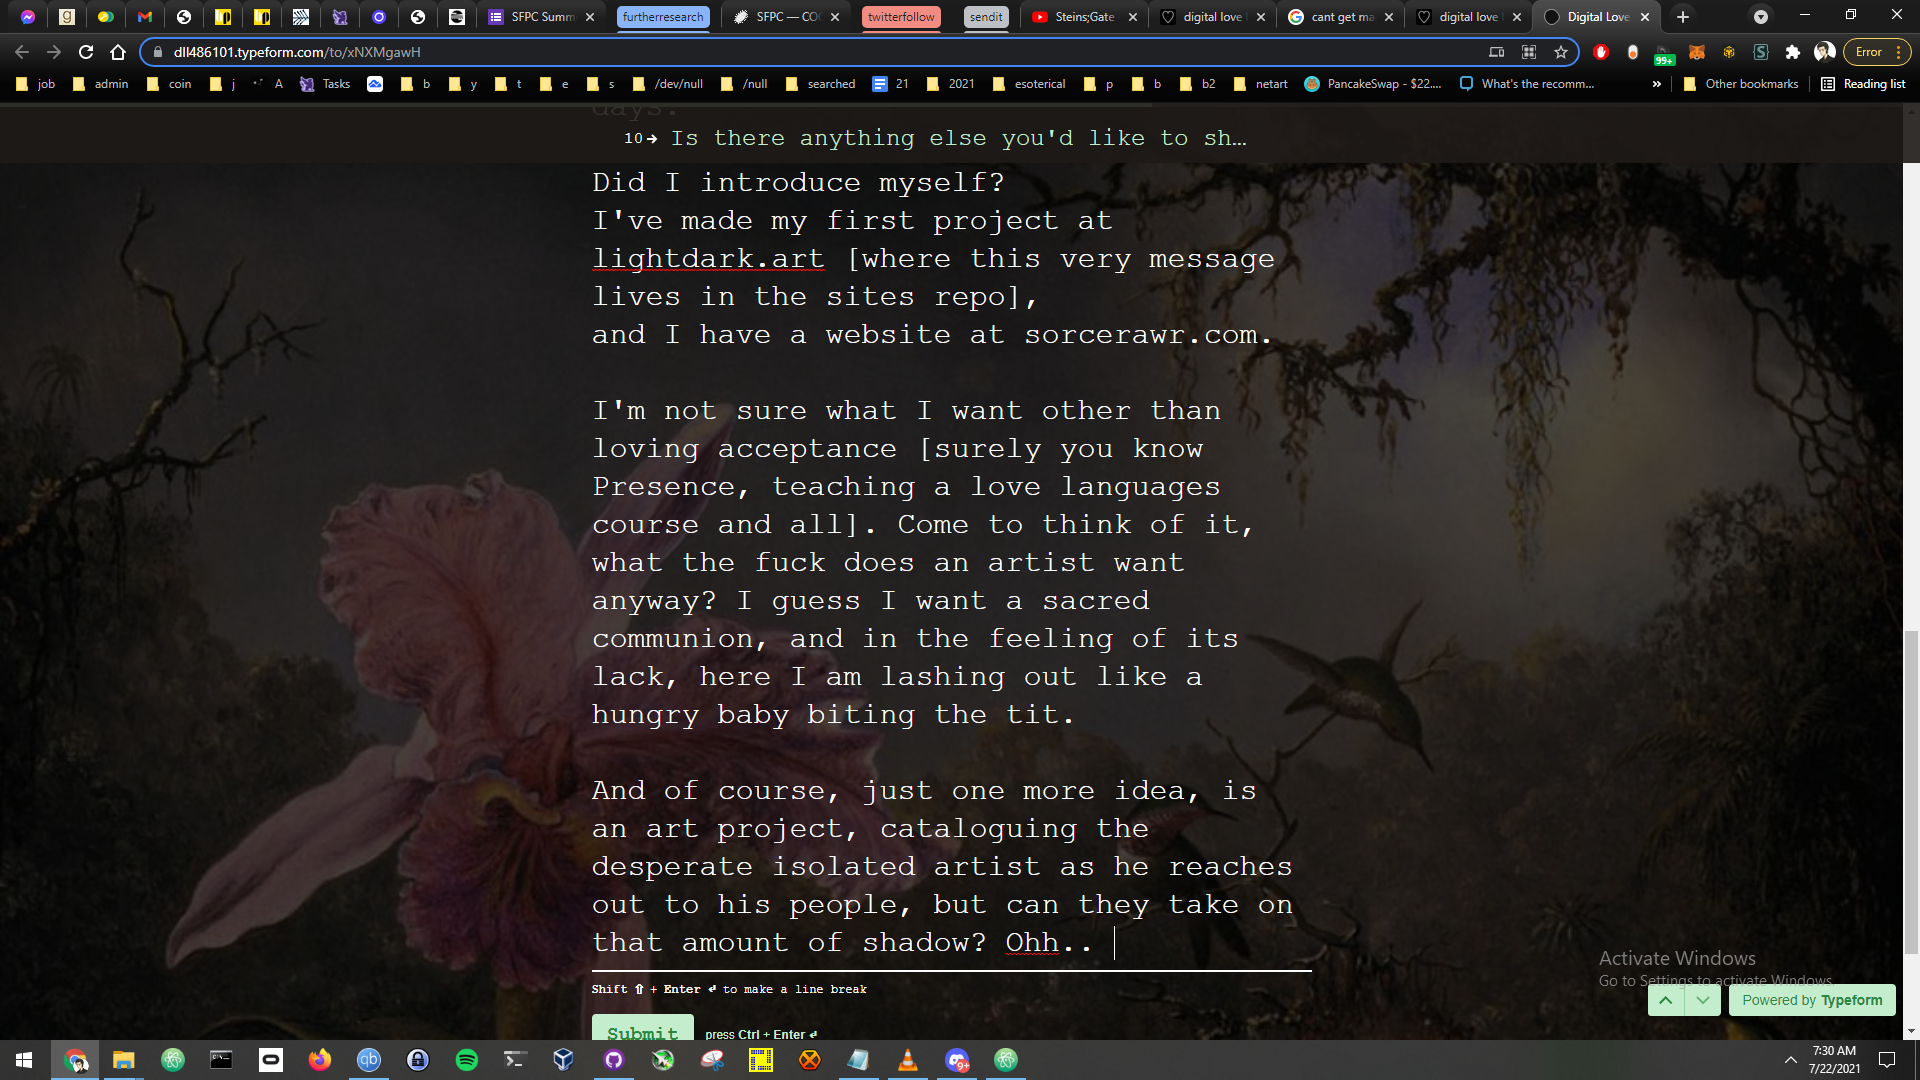 SFPC Summ
furtherresearch
SFPC — CO
twitterfollow
sendit
Steins;Gate
digital love
cant get ma
digital love
Digital Love
dll486101.typeform.com/to/xNXMgawH
Error
job
admin
coin
j
A
Tasks
b
y
t
e
s
/dev/null
/null
searched
21
2021
esoterical
p
b
b2
netart
PancakeSwap - $22....
What's the recomm...
»
Other bookmarks
Reading list
99+
days.
10→ Is there anything else you'd like to sh…
Did I introduce myself?
I've made my first project at
lightdark.art [where this very message
lives in the sites repo],
and I have a website at sorcerawr.com.
I'm not sure what I want other than
loving acceptance [surely you know
Presence, teaching a love languages
course and all]. Come to think of it,
what the fuck does an artist want
anyway? I guess I want a sacred
communion, and in the feeling of its
lack, here I am lashing out like a
hungry baby biting the tit.
And of course, just one more idea, is
an art project, cataloguing the
desperate isolated artist as he reaches
out to his people, but can they take on
that amount of shadow? Ohh..
Shift ⇧ + Enter ↵ to make a line break
Submit
press Ctrl + Enter ↵
Activate Windows
Go to Settings to activate Windows.
Powered by Typeform
7:30 AM
7/22/2021